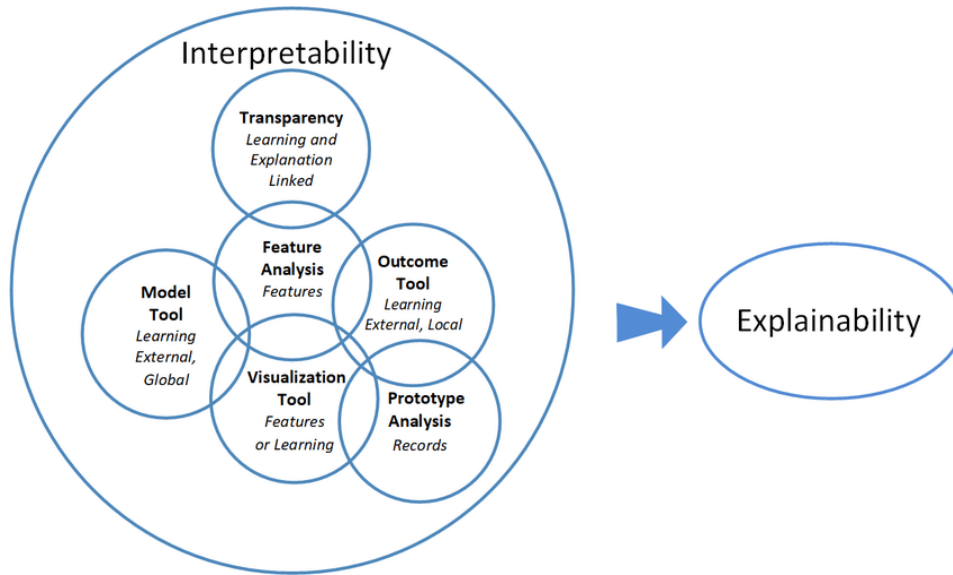 Interpretability
Transparency
Learning and
Explanation
Linked
Feature
Analysis
Features
Outcome
Tool
Learning
External, Local
Model
Tool
Learning
External,
Global
Visualization
Tool
Features
or Learning
Prototype
Analysis
Records
Explainability